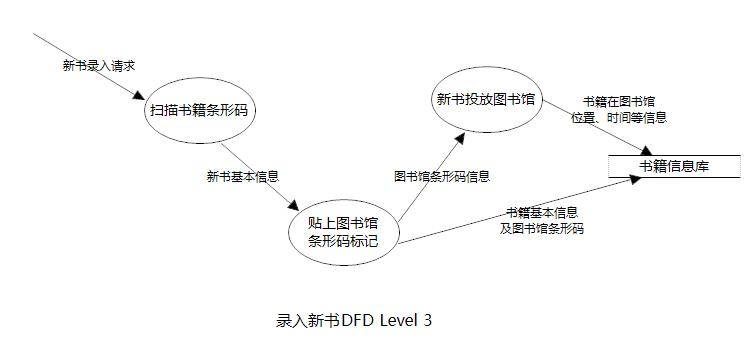 新书录入请求
扫描书籍条形码
新书投放图书馆
书籍在图书馆
位置、时间等信息
书籍信息库
新书基本信息
图书馆条形码信息
贴上图书馆
条形码标记
书籍基本信息
及图书馆条形码
录入新书DFD Level 3